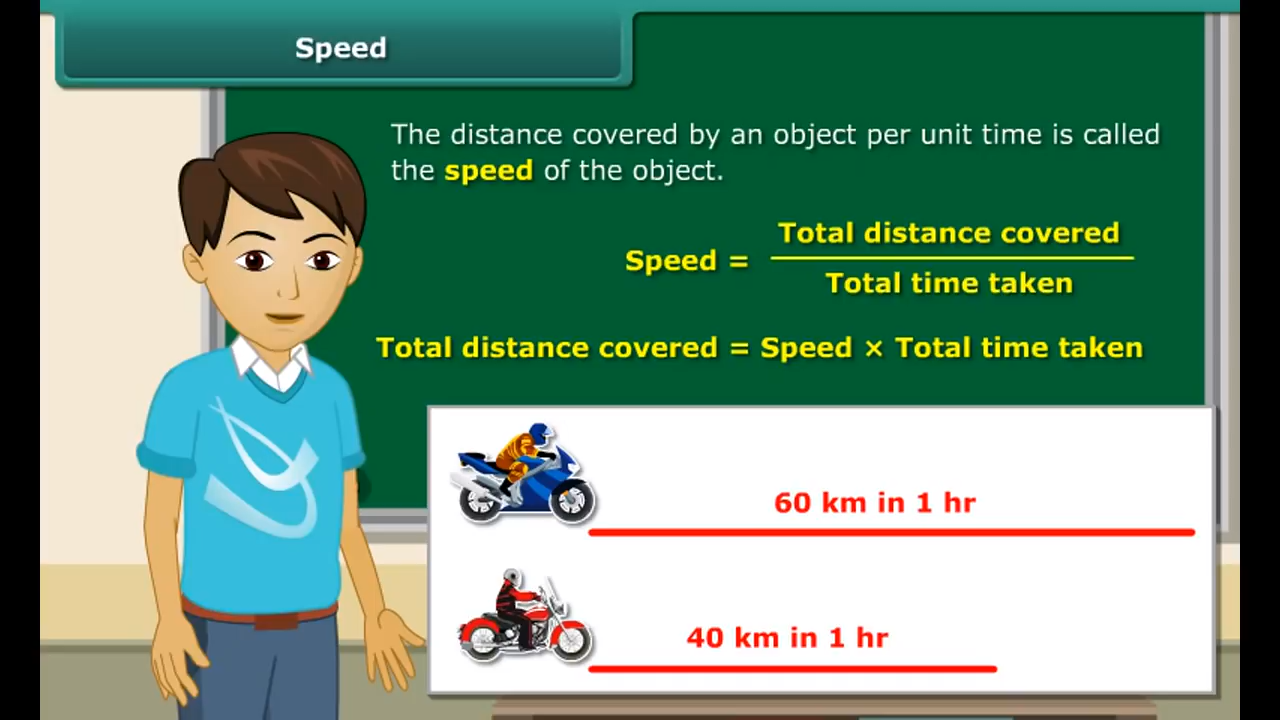 Speed
The distance covered by an object per unit time is called
the speed of the object.
Total distance covered
Speed =
Total time taken
Total distance covered = Speed × Total time taken
60 km in 1 hr
40 km in 1 hr